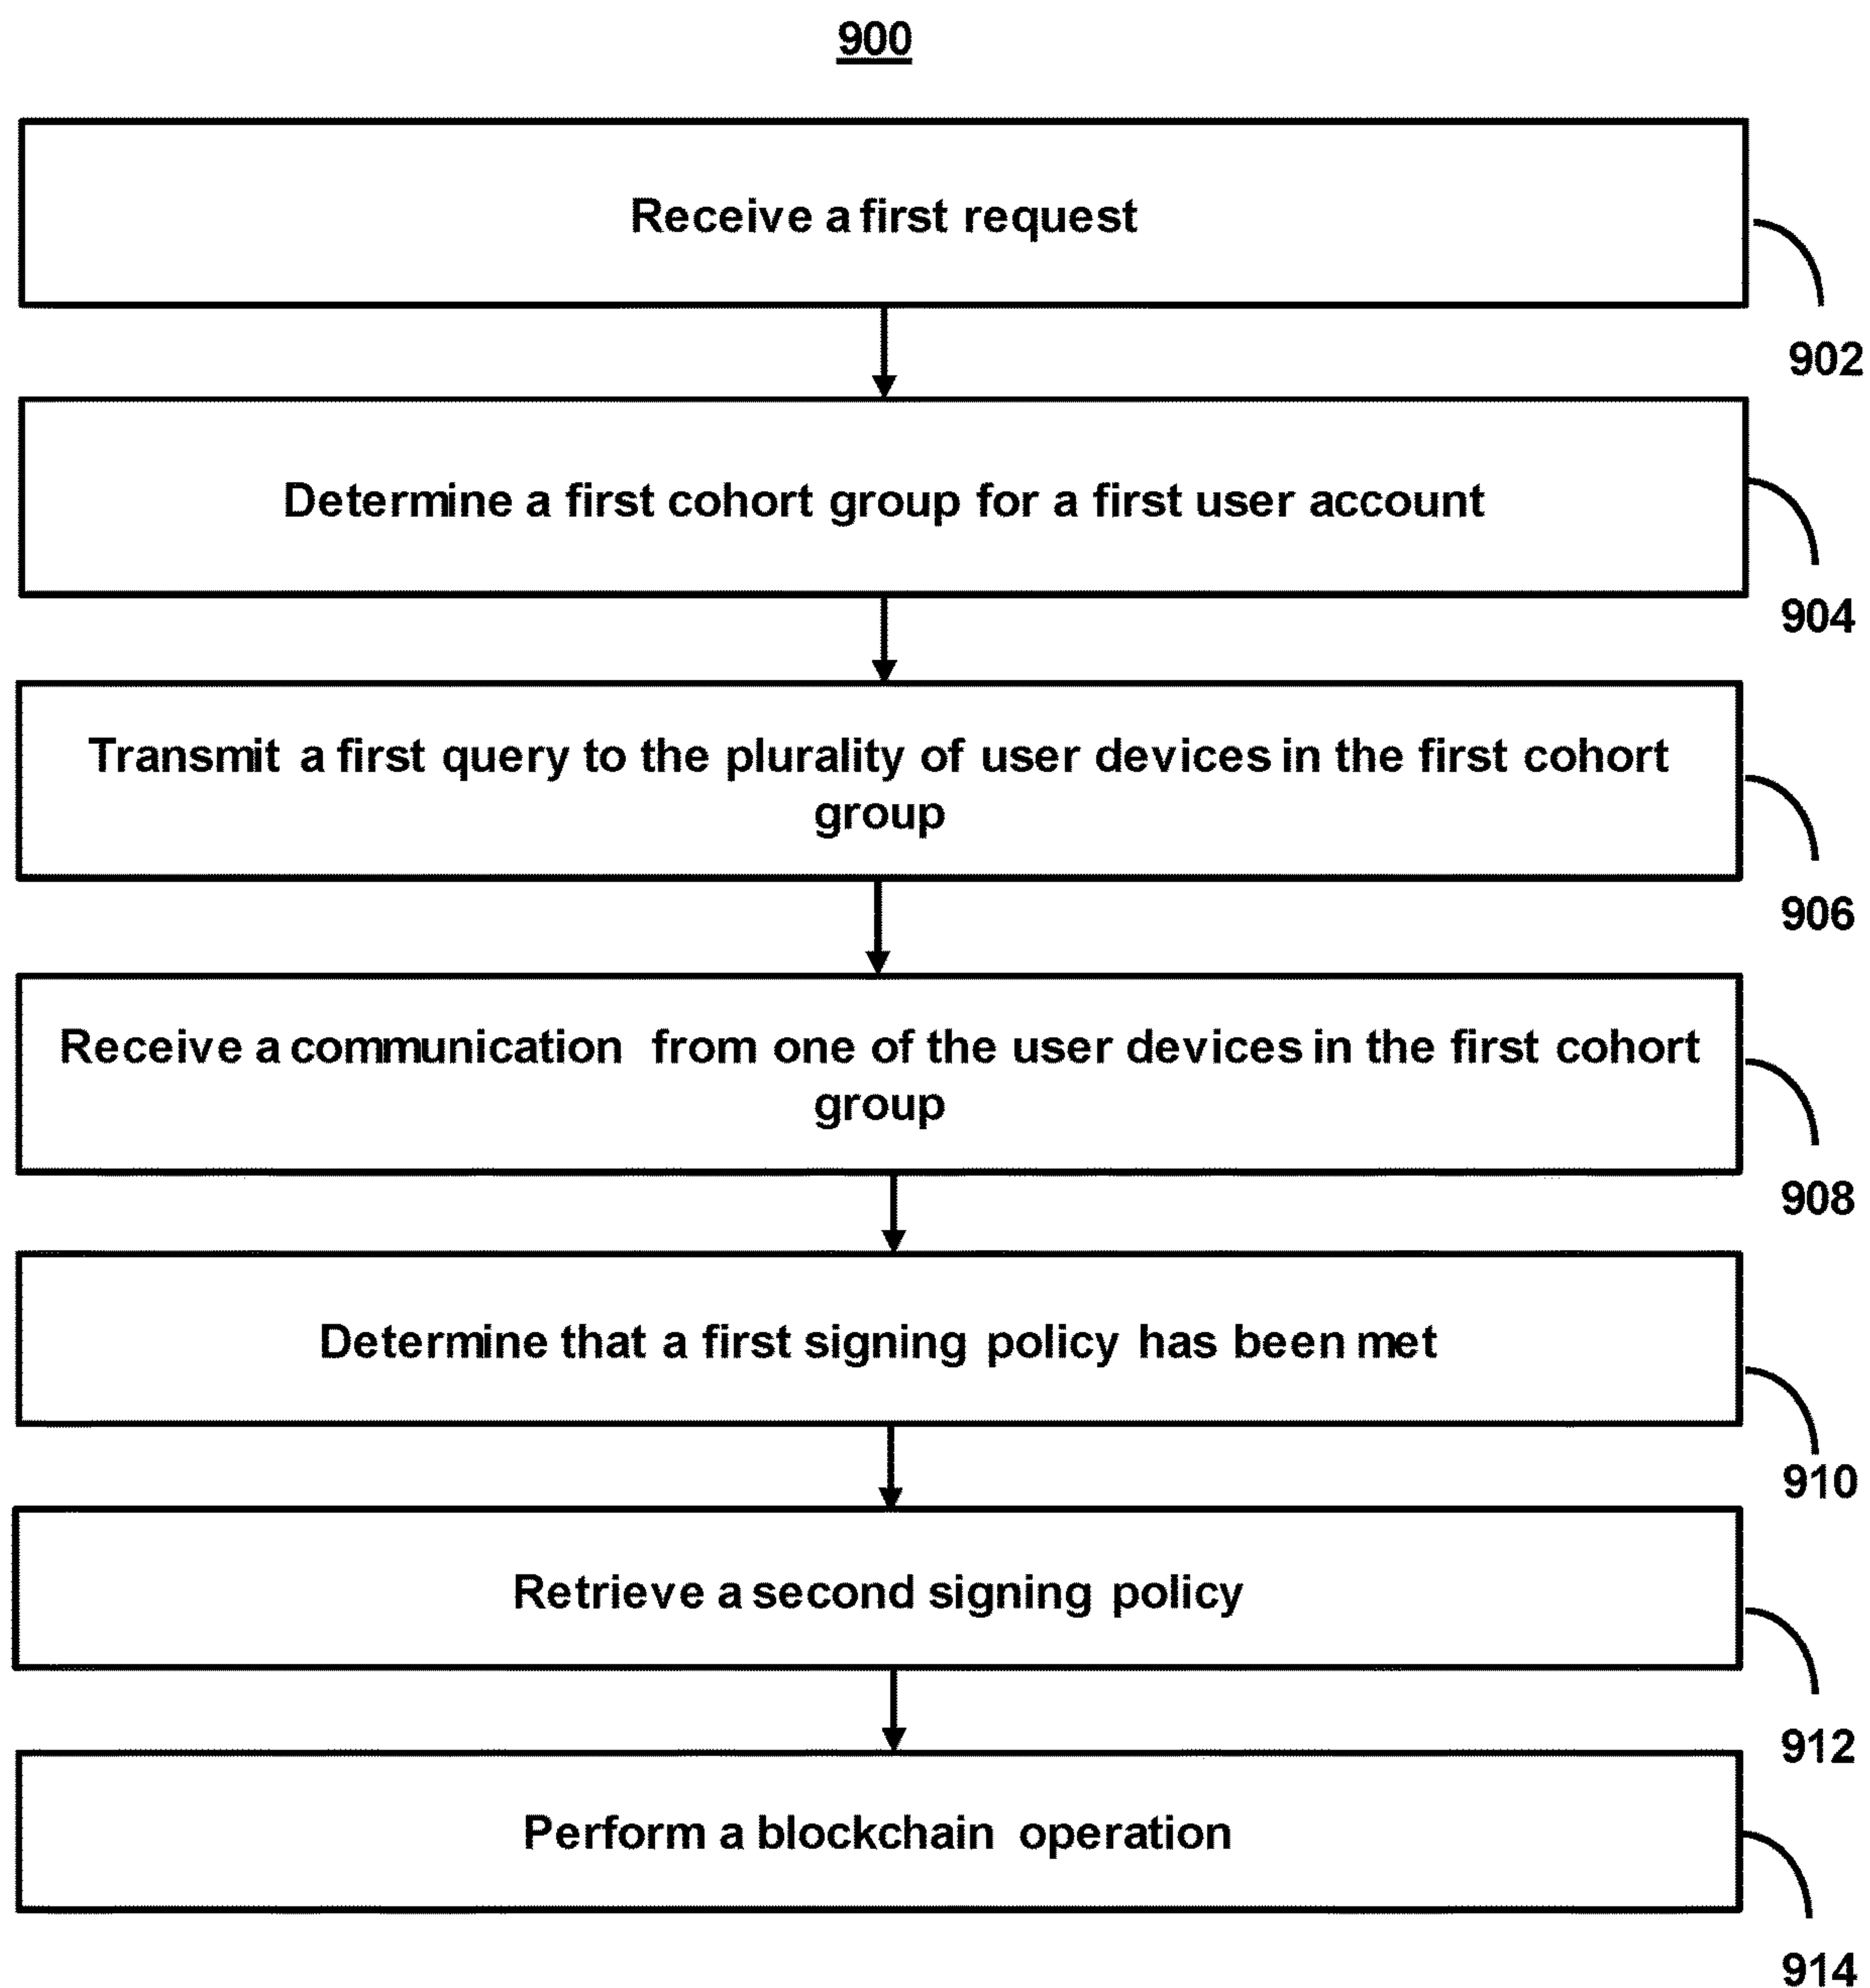 900
Receive a first request
902
Determine a first cohort group for a first user account
904
Transmit a first query to the plurality of user devices in the first cohort
group
906
Receive a communication from one of the user devices in the first cohort
group
908
Determine that a first signing policy has been met
910
Retrieve a second signing policy
912
Perform a blockchain operation
914